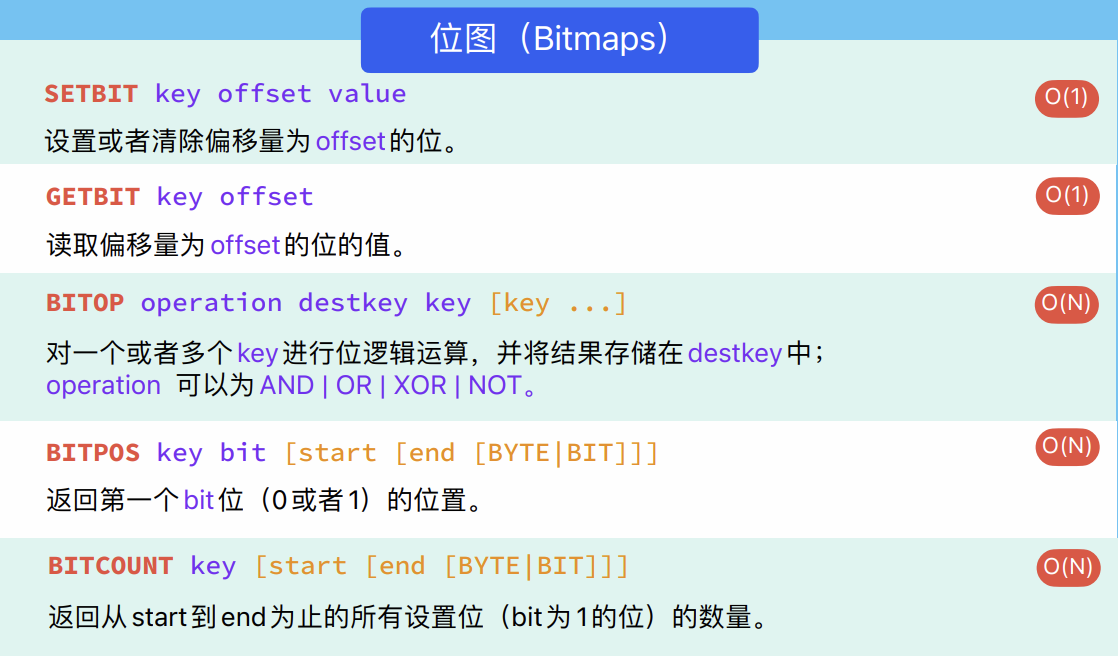 位图（Bitmaps）
SETBIT key offset value O(1)
设置或者清除偏移量为offset的位。
GETBIT key offset O(1)
读取偏移量为offset的位的值。
BITOP operation destkey key [key ...] O(N)
对一个或者多个key进行位逻辑运算，并将结果存储在destkey中；
operation 可以为AND | OR | XOR | NOT。
BITPOS key bit [start [end [BYTE|BIT]]] O(N)
返回第一个bit位（0或者1）的位置。
BITCOUNT key [start [end [BYTE|BIT]]] O(N)
返回从start到end为止的所有设置位（bit为1的位）的数量。